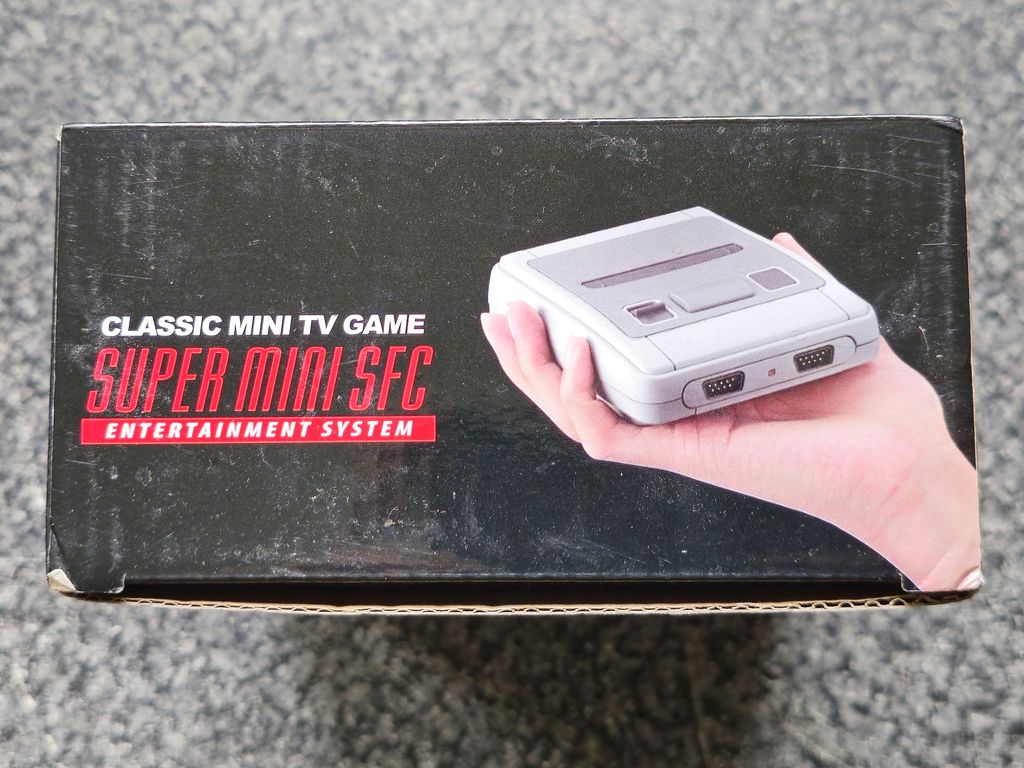 CLASSIC MINI TV GAME
SUPER MINI SFC
ENTERTAINMENT SYSTEM